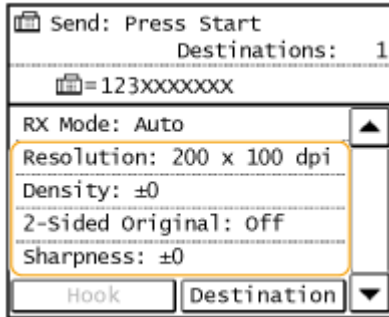 Send: Press Start
Destinations: 1
=123XXXXXXX
RX Mode: Auto
Resolution: 200 x 100 dpi
Density: ±0
2-Sided Original: Off
Sharpness: ±0
Hook Destination